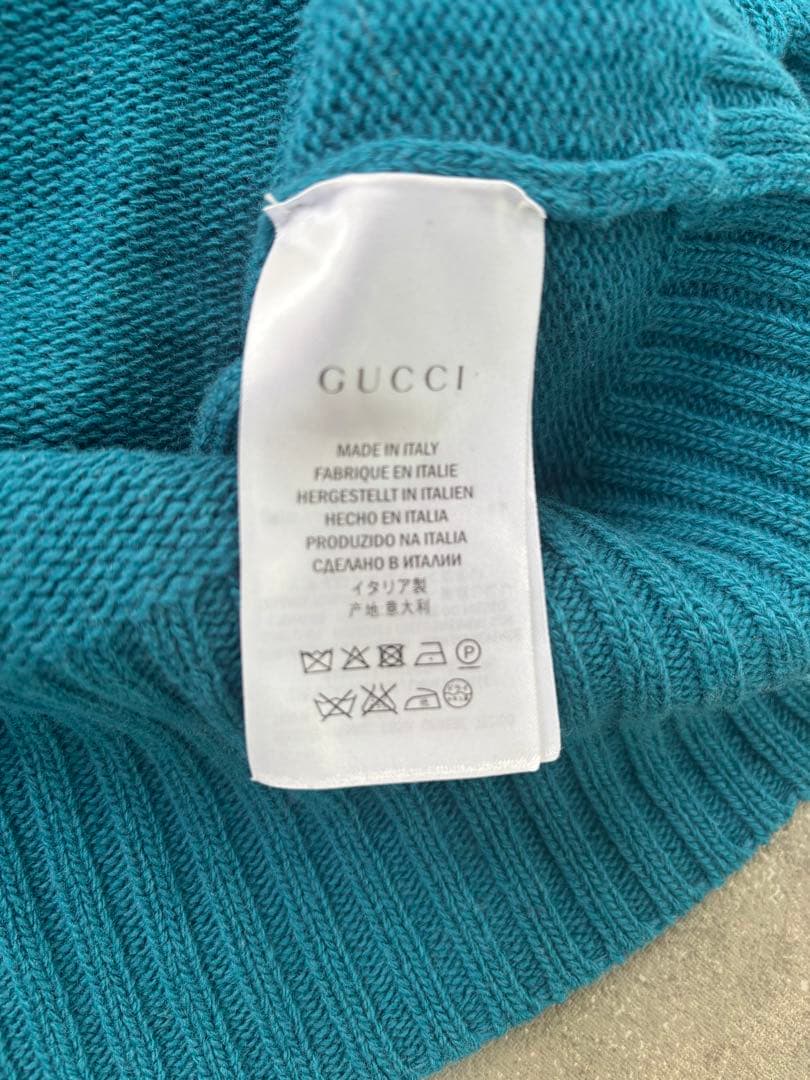 GUCCI
MADE IN ITALY
FABRIQUE EN ITALIE
HERGESTELLT IN ITALIEN
HECHO EN ITALIA
PRODUZIDO NA ITALIA
СДЕЛАНО В ИТАЛИИ
イタリア製
产地 意大利
P